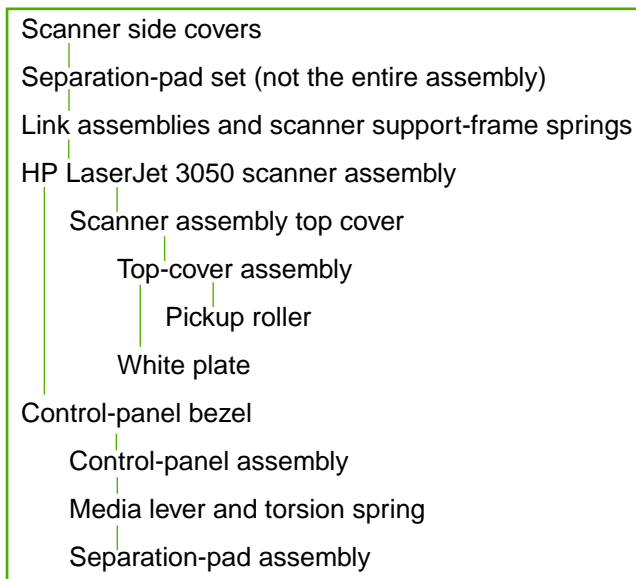 Scanner side covers
Separation-pad set (not the entire assembly)
Link assemblies and scanner support-frame springs
HP LaserJet 3050 scanner assembly
Scanner assembly top cover
Top-cover assembly
Pickup roller
White plate
Control-panel bezel
Control-panel assembly
Media lever and torsion spring
Separation-pad assembly